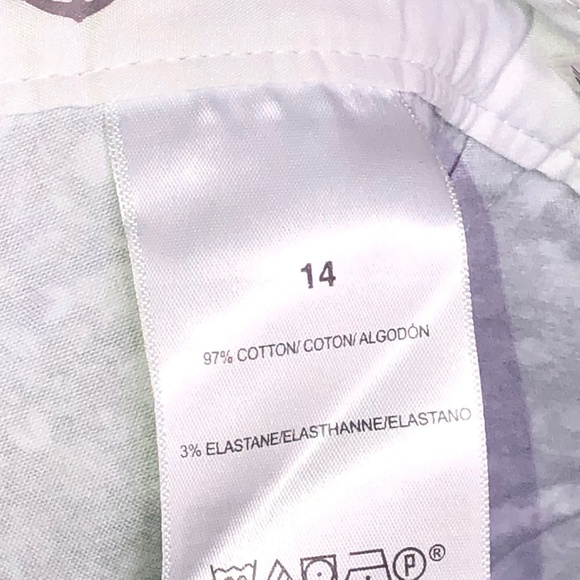 14
97% COTTON/ COTON/ ALGODÓN
3% ELASTANE/ELASTHANNE/ELASTANO
P®